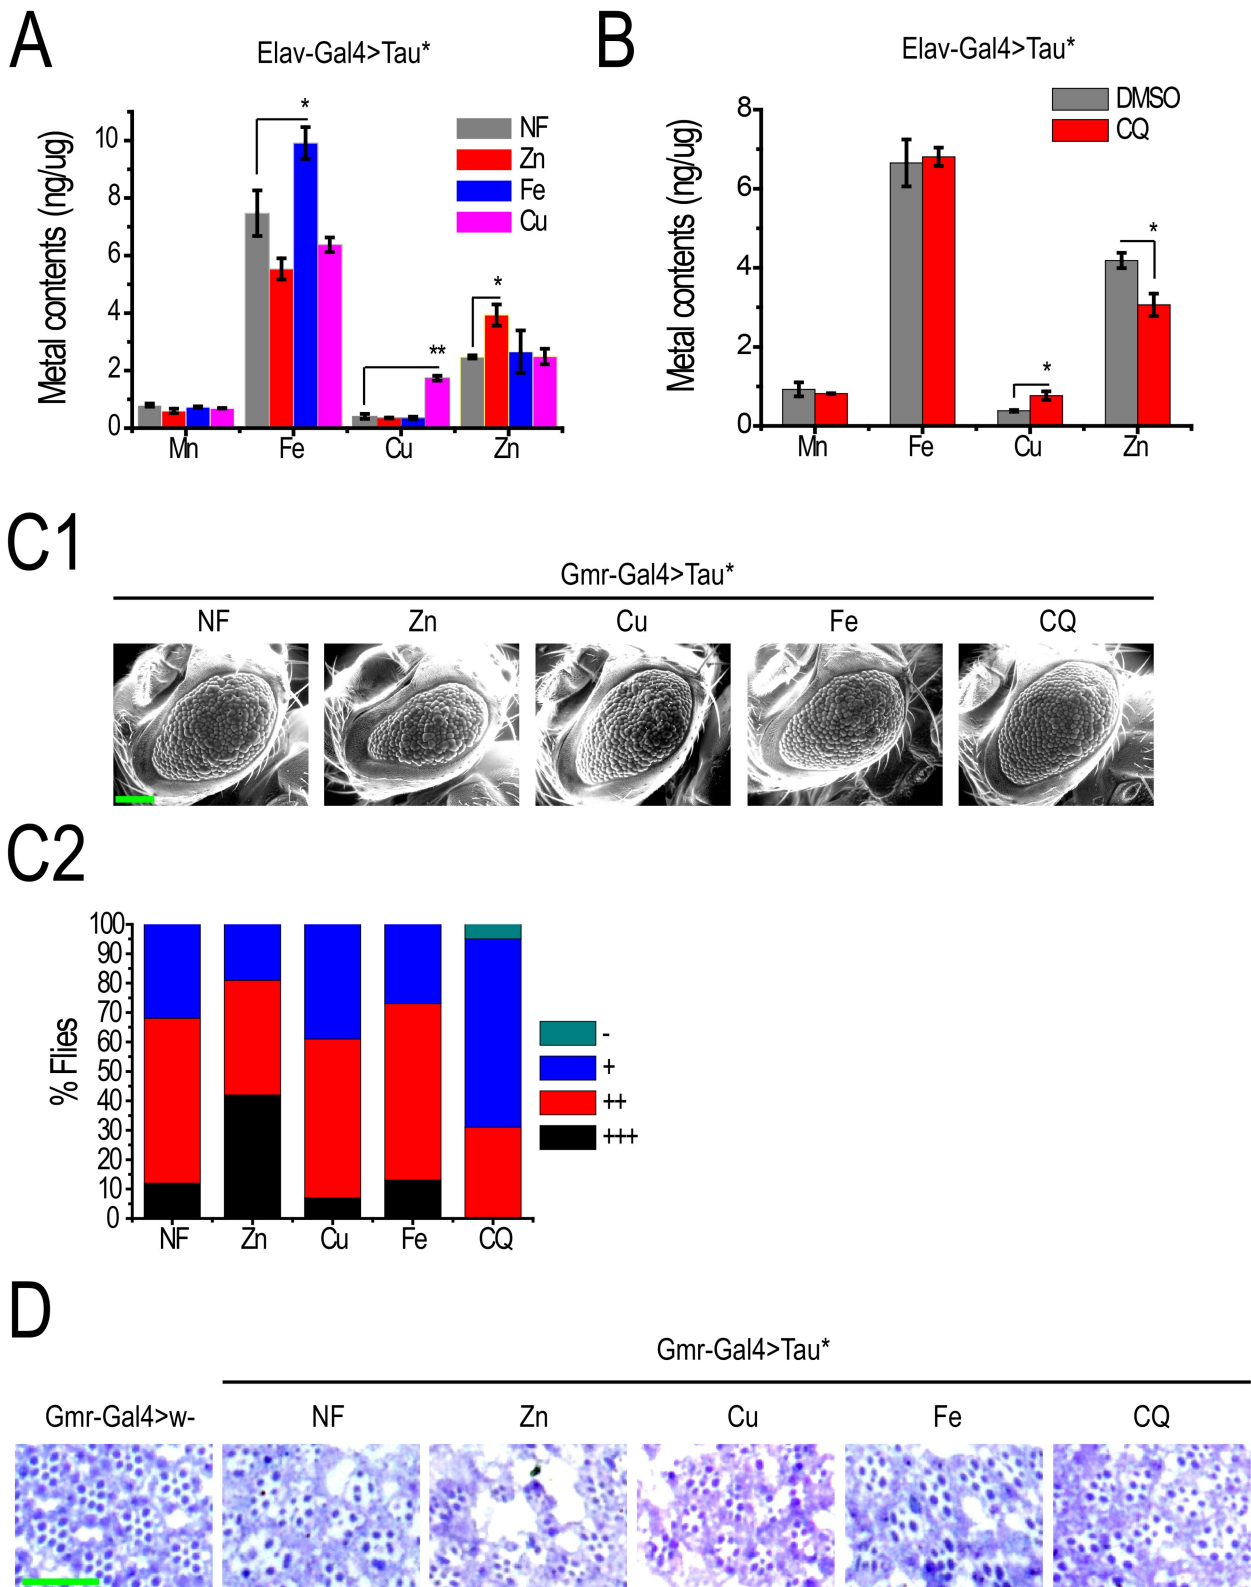 A
Elav-Gal4>Tau*
Metal contents (ng/ug)
10
8
6
4
2
0
*
**
*
NF
Zn
Fe
Cu
Mn Fe Cu Zn
B
Elav-Gal4>Tau*
Metal contents (ng/ug)
8
6
4
2
0
*
*
DMSO
CQ
Mn Fe Cu Zn
C1
Gmr-Gal4>Tau*
NF Zn Cu Fe CQ
C2
% Flies
100
90
80
70
60
50
40
30
20
10
0
NF Zn Cu Fe CQ
-
+
++
+++
D
Gmr-Gal4>Tau*
Gmr-Gal4>w- NF Zn Cu Fe CQ